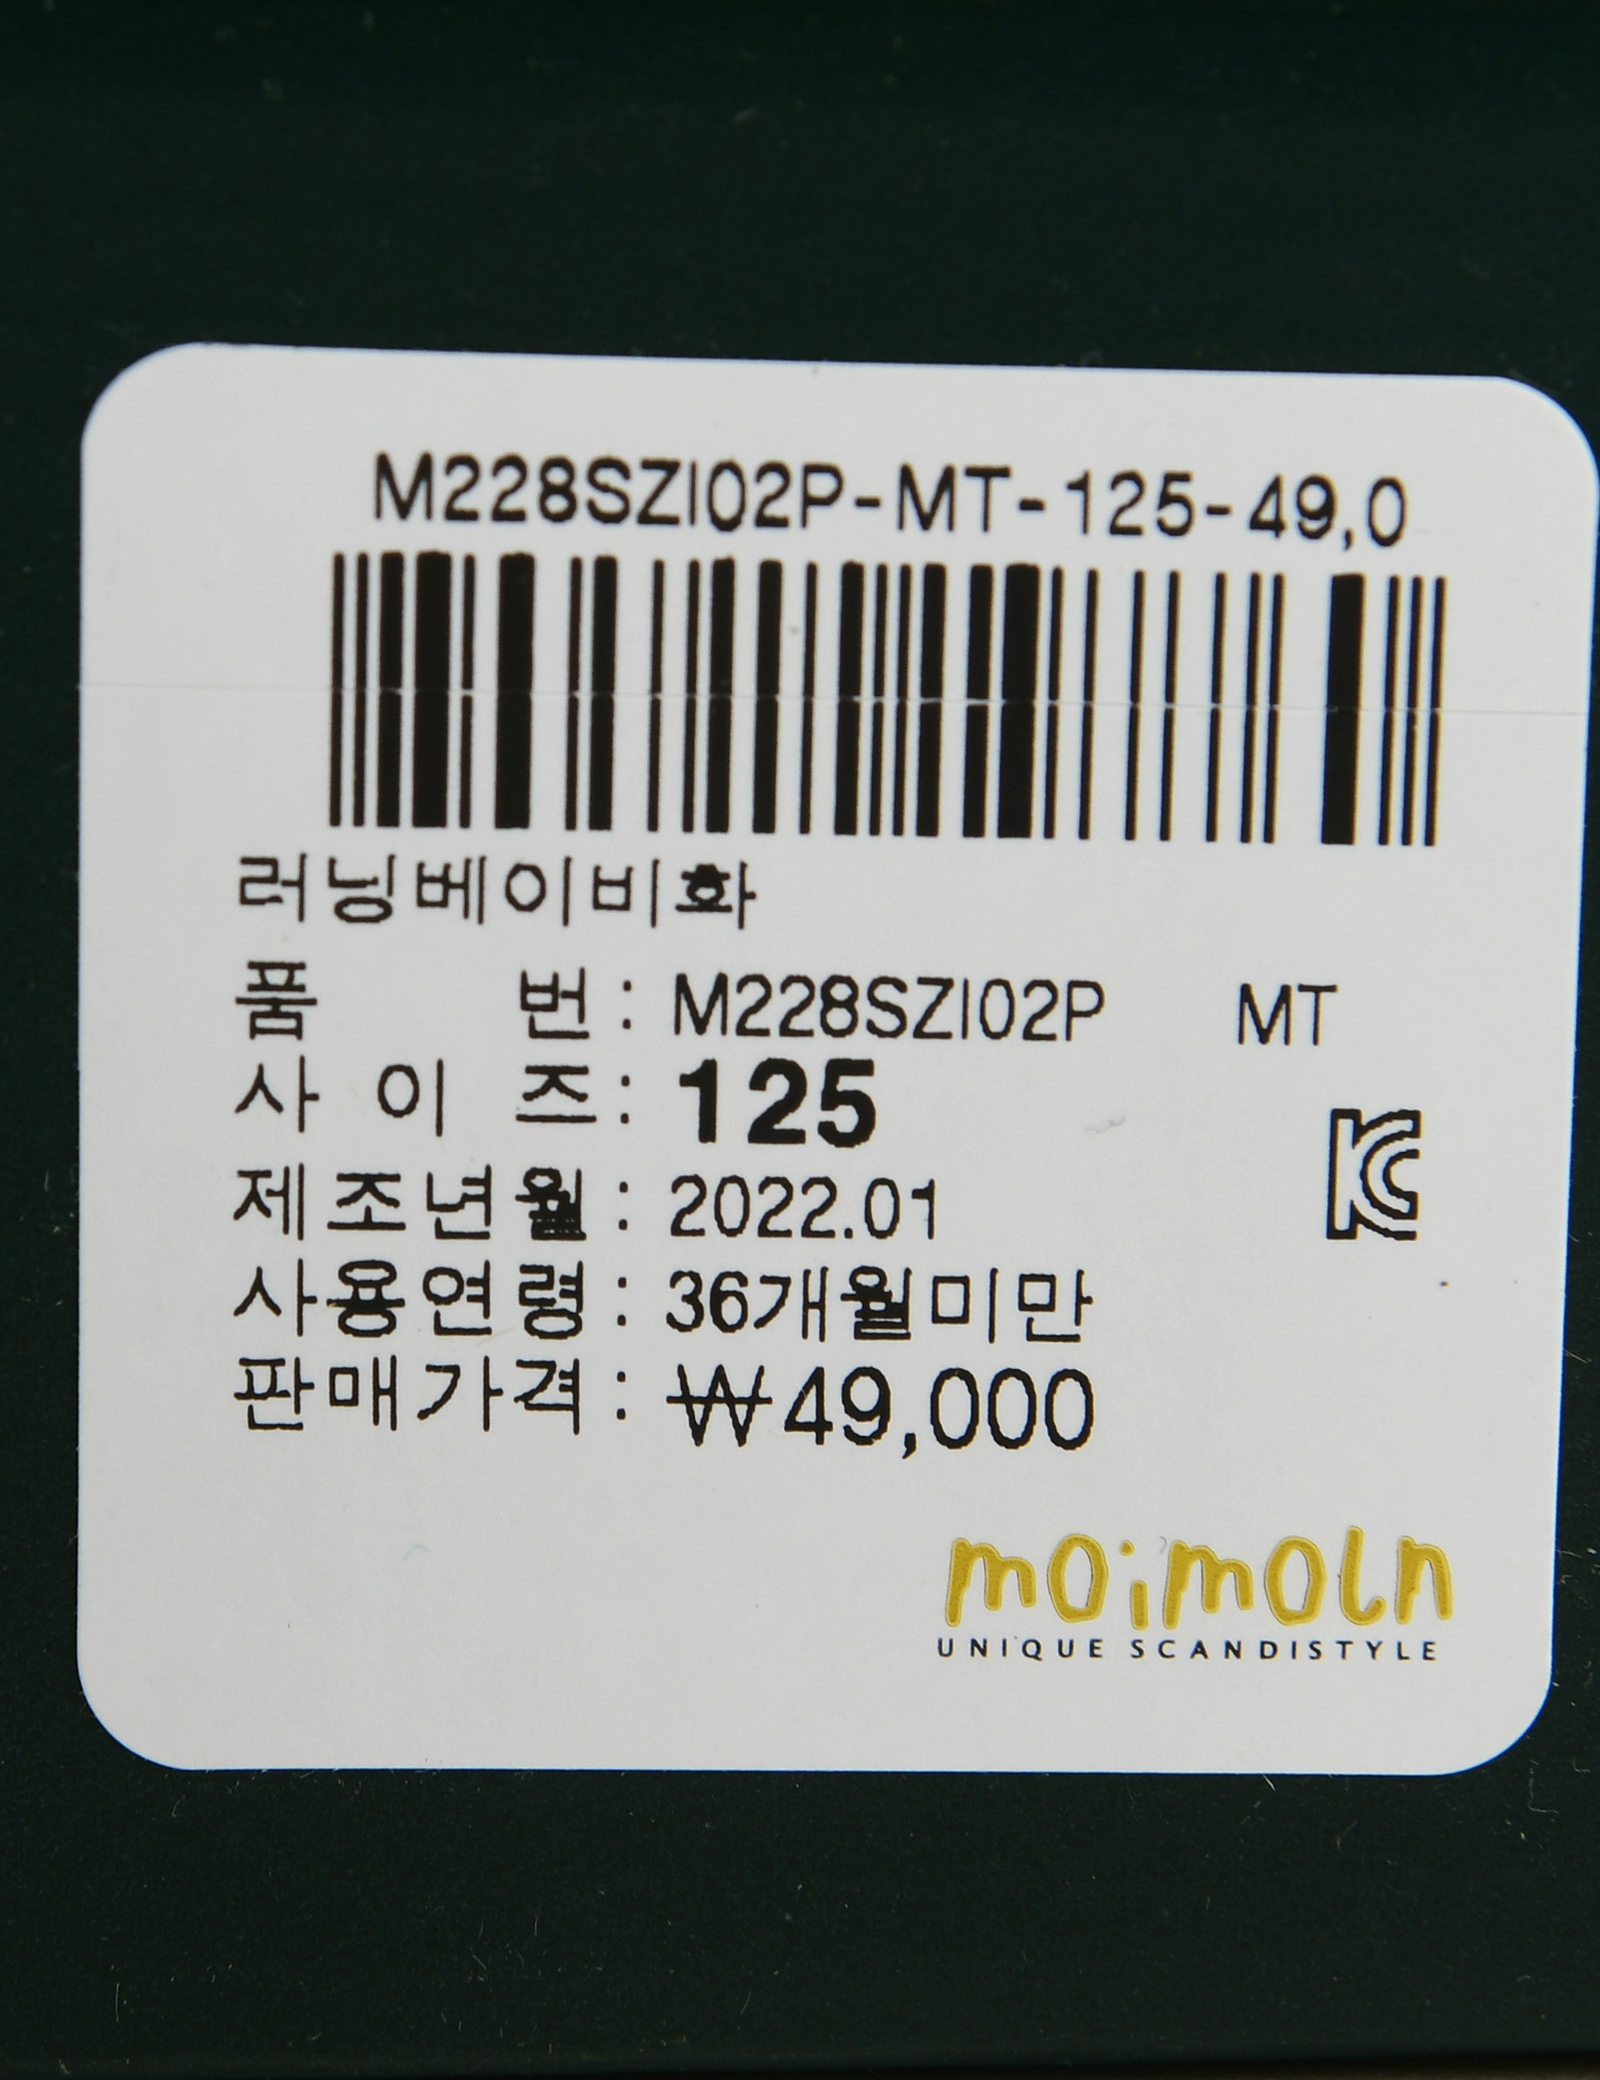 M228SZI02P-MT-125-49,0
러닝베이비화
품 번 : M228SZI02P MT
사 이 즈 : 125
제조년월 : 2022.01
사용연령 : 36개월미만
판매가격 : ₩49,000
KC
moimoln
UNIQUE SCANDISTYLE